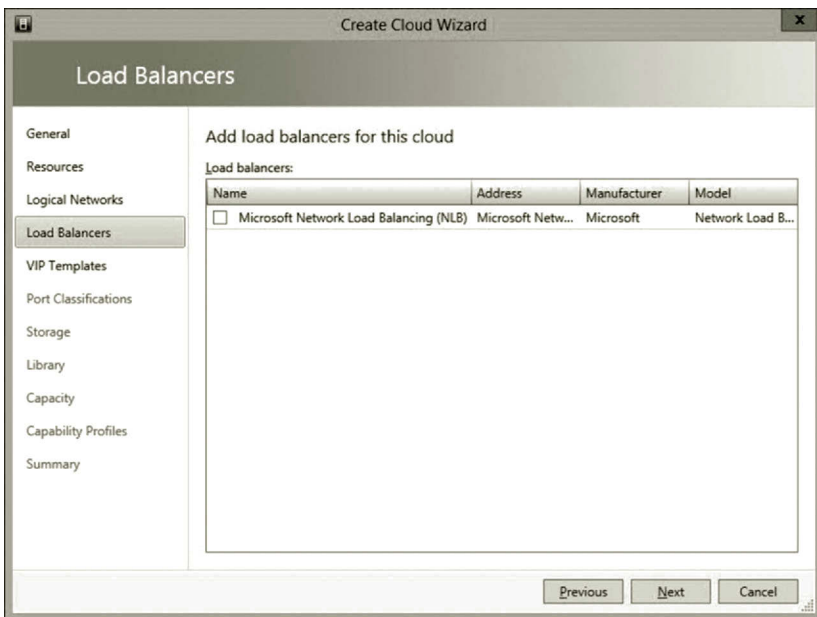 Create Cloud Wizard
x
Load Balancers
General
Resources
Logical Networks
Load Balancers
VIP Templates
Port Classifications
Storage
Library
Capacity
Capability Profiles
Summary
Add load balancers for this cloud
Load balancers:
Name Address Manufacturer Model
Microsoft Network Load Balancing (NLB) Microsoft Netw... Microsoft Network Load B...
Previous Next Cancel